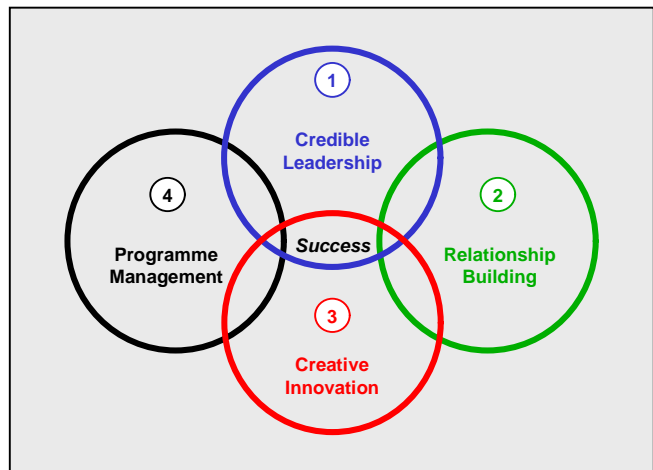 1
Credible
Leadership
4
Programme
Management
Success
2
Relationship
Building
3
Creative
Innovation